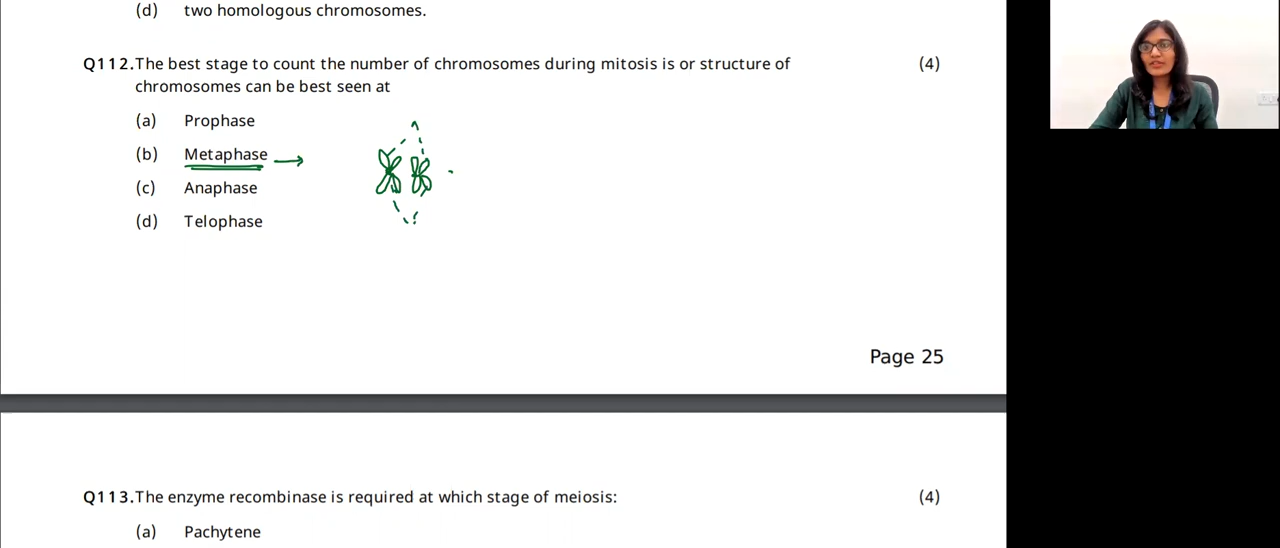 (d) two homologous chromosomes.
Q112.The best stage to count the number of chromosomes during mitosis is or structure of (4)
chromosomes can be best seen at
(a) Prophase
(b) Metaphase
(c) Anaphase
(d) Telophase
Page 25
Q113.The enzyme recombinase is required at which stage of meiosis: (4)
(a) Pachytene